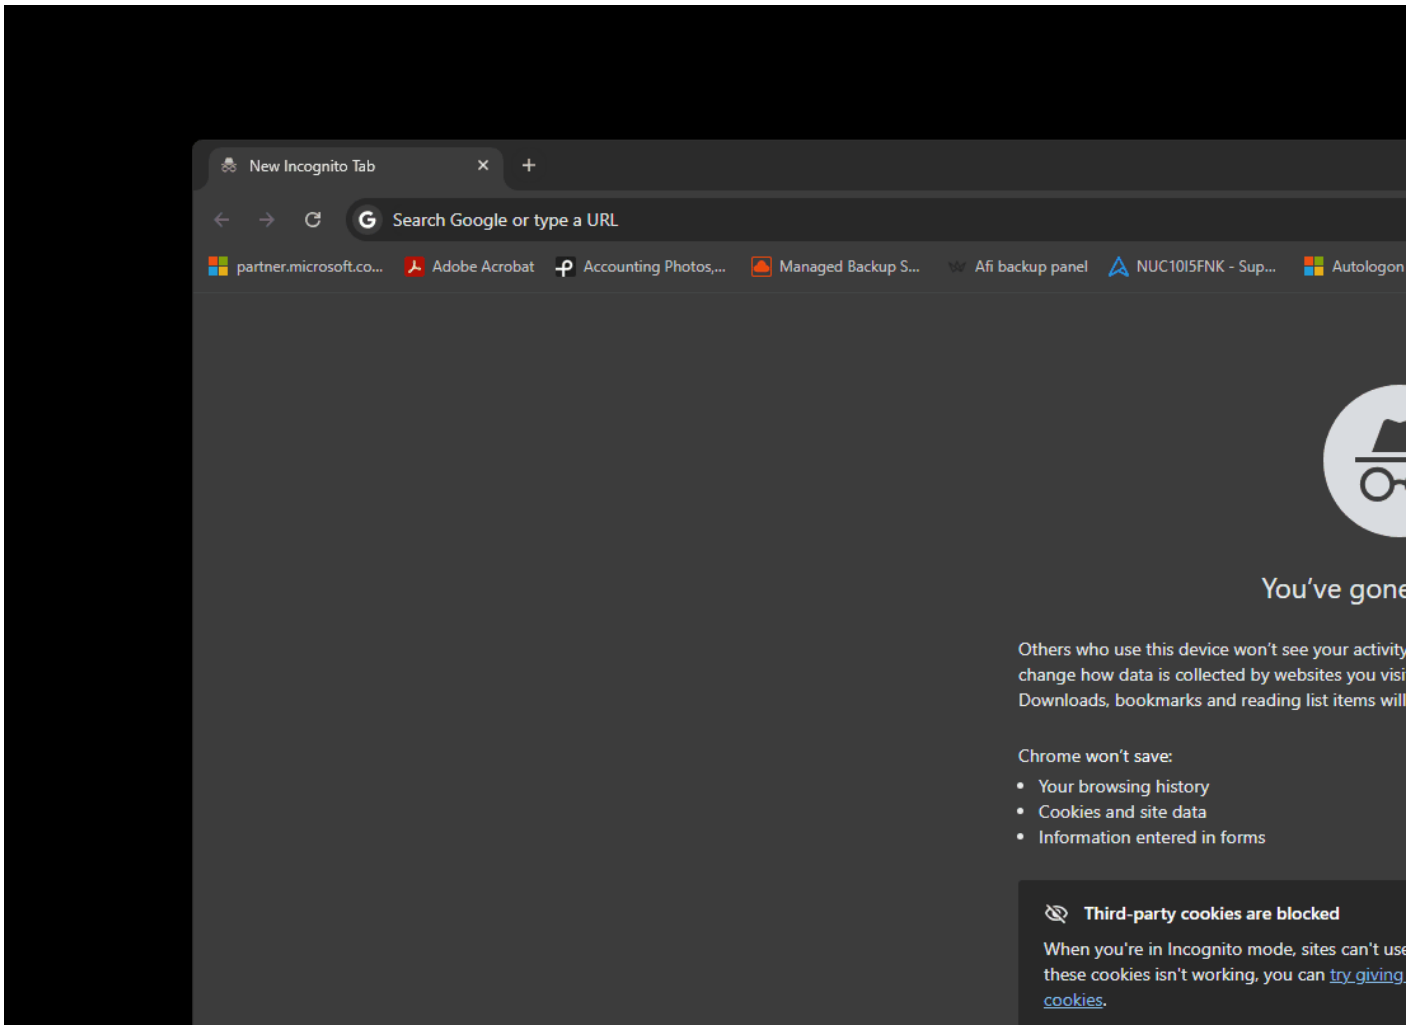 New Incognito Tab
Search Google or type a URL
partner.microsoft.co... Adobe Acrobat Accounting Photos,... Managed Backup S... Afi backup panel NUC10I5FNK - Sup... Autologon
You've gone
Others who use this device won't see your activity
change how data is collected by websites you visi
Downloads, bookmarks and reading list items will
Chrome won't save:
• Your browsing history
• Cookies and site data
• Information entered in forms
Third-party cookies are blocked
When you're in Incognito mode, sites can't use
these cookies isn't working, you can try giving
cookies.